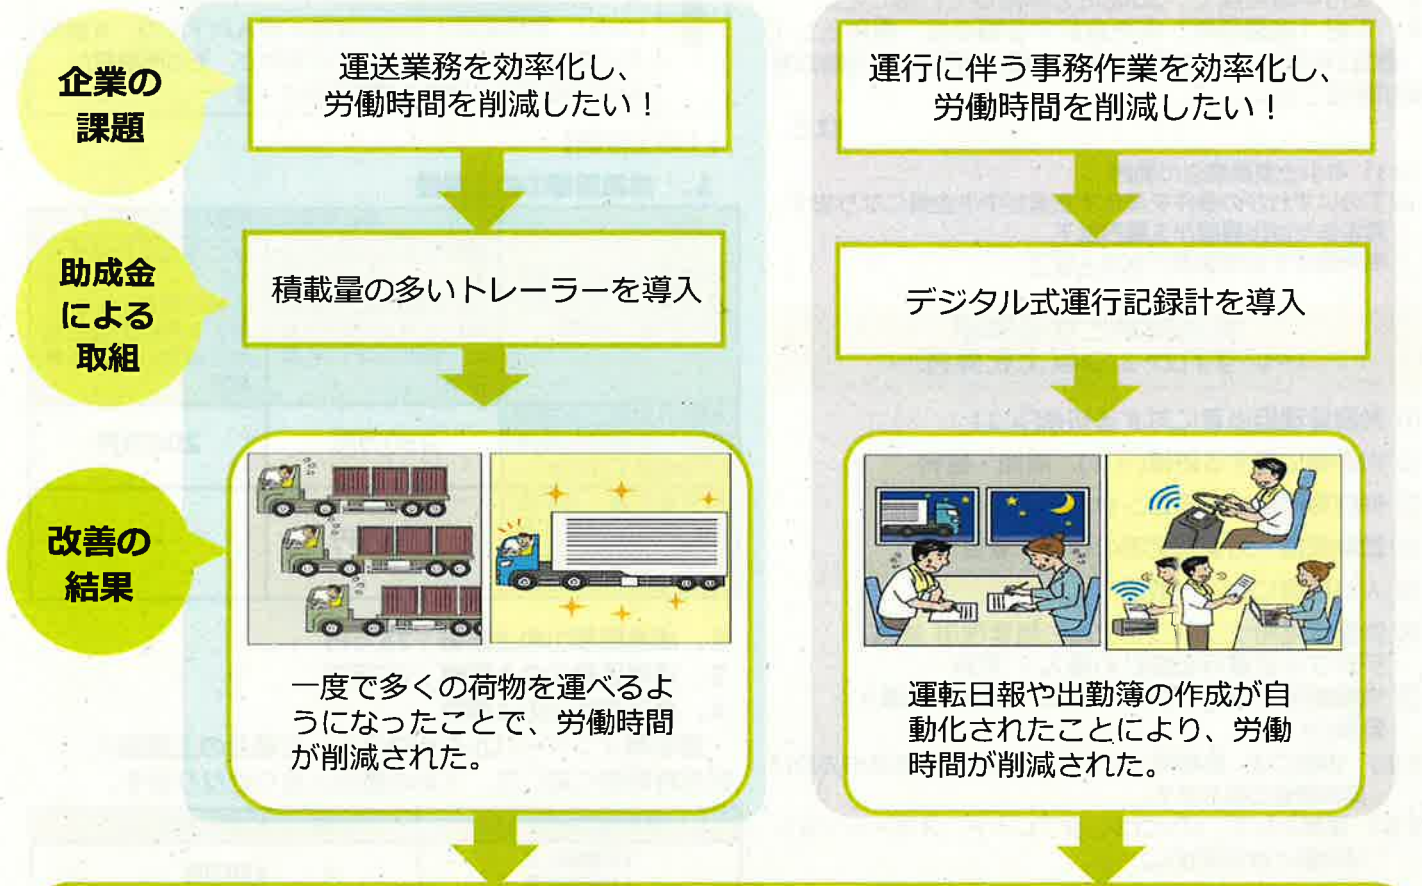 企業の
課題
運送業務を効率化し、
労働時間を削減したい！
運行に伴う事務作業を効率化し、
労働時間を削減したい！
助成金
による
取組
積載量の多いトレーラーを導入
デジタル式運行記録計を導入
改善の
結果
一度で多くの荷物を運べるよ
うになったことで、労働時間
が削減された。
運転日報や出勤簿の作成が自
動化されたことにより、労働
時間が削減された。